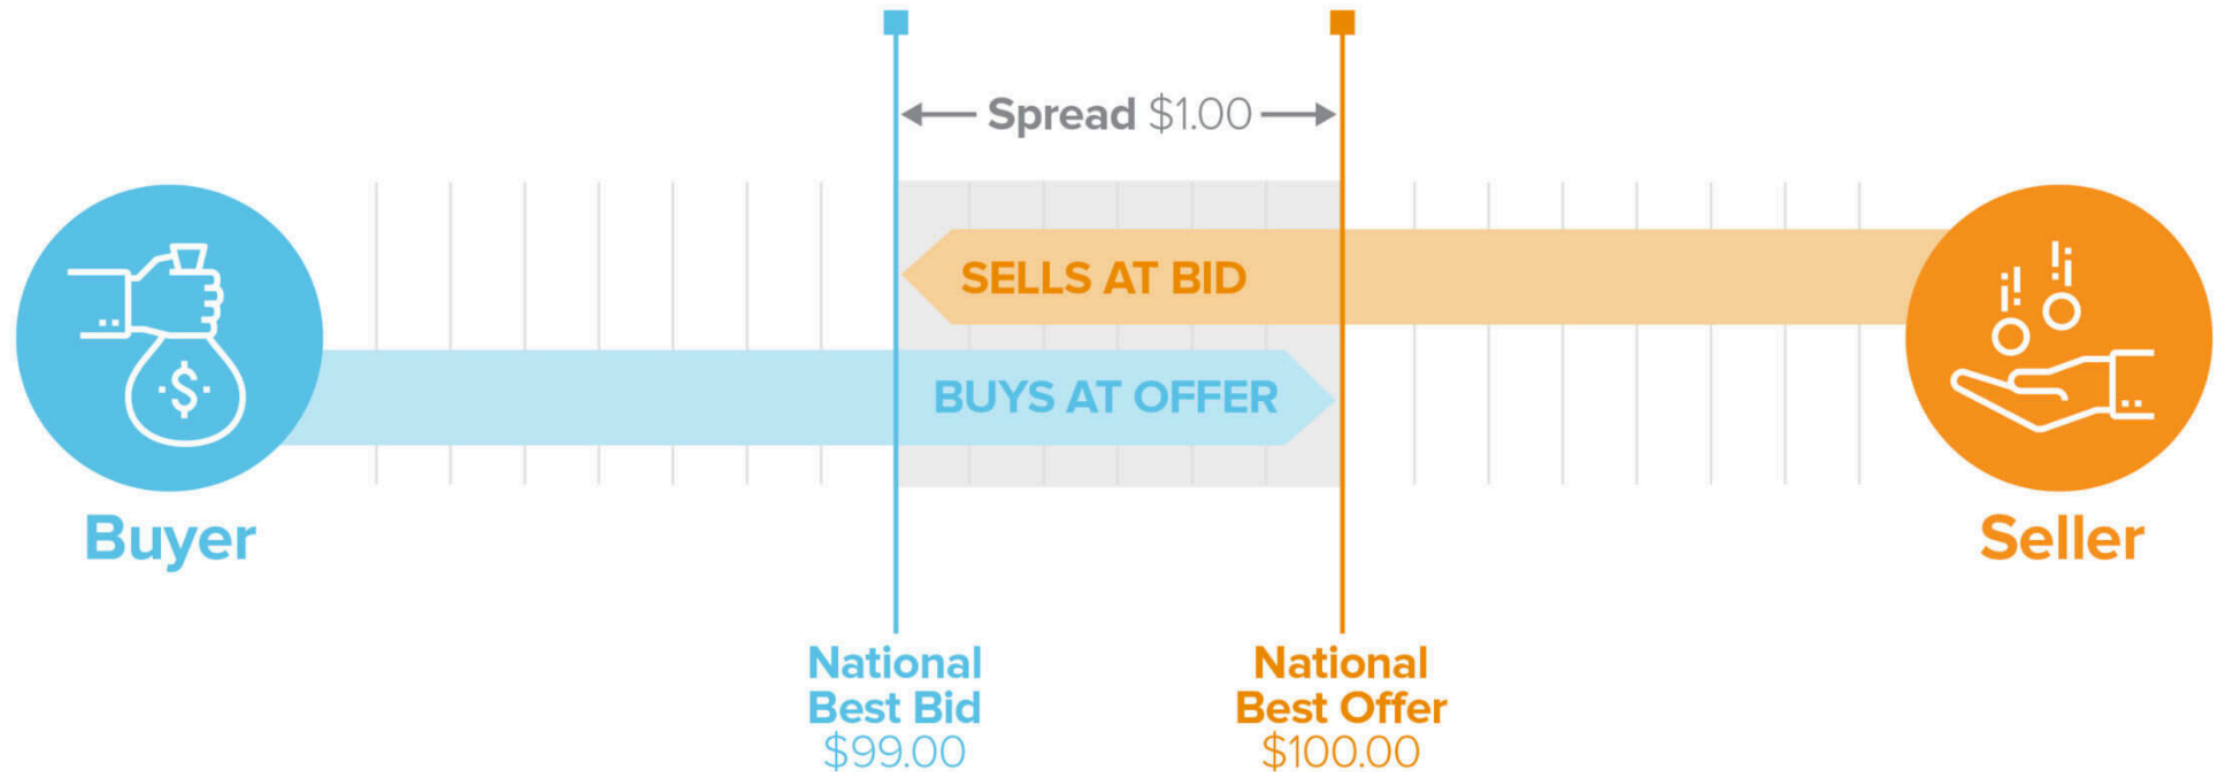 Spread $1.00
SELLS AT BID
BUYS AT OFFER
$
Buyer
Seller
National
Best Bid
$99.00
National
Best Offer
$100.00